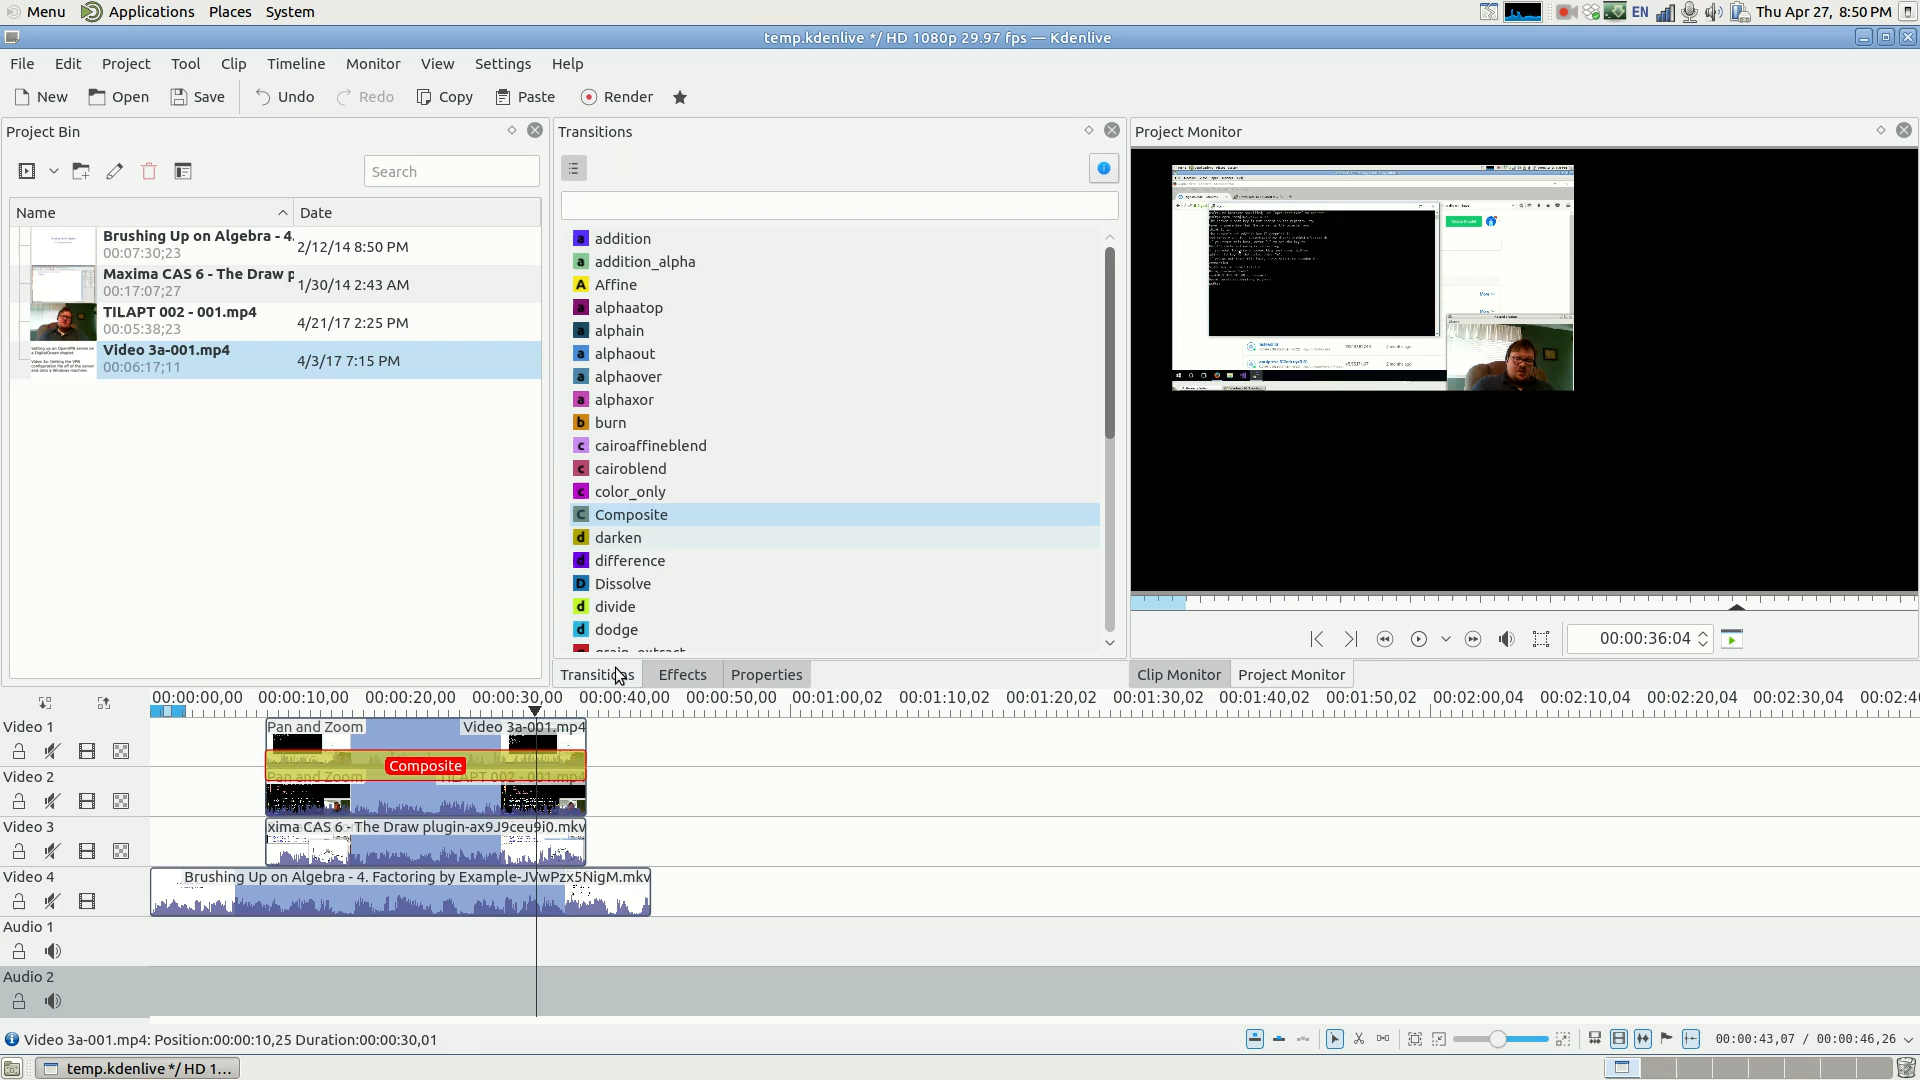 Menu Applications Places System EN Thu Apr 27, 8:50 PM
temp.kdenlive */ HD 1080p 29.97 fps — Kdenlive
File Edit Project Tool Clip Timeline Monitor View Settings Help
New Open Save Undo Redo Copy Paste Render
Project Bin
Search
Name Date
Brushing Up on Algebra - 4. 2/12/14 8:50 PM
00:07:30;23
Maxima CAS 6 - The Draw p 1/30/14 2:43 AM
00:17:07;27
TILAPT 002 - 001.mp4 4/21/17 2:25 PM
00:05:38;23
Video 3a-001.mp4 4/3/17 7:15 PM
00:06:17;11
Transitions
a addition
a addition_alpha
A Affine
a alphaatop
a alphain
a alphaout
a alphaover
a alphaxor
b burn
c cairoaffineblend
c cairoblend
c color_only
C Composite
d darken
d difference
D Dissolve
d divide
d dodge
grain_extract
Transitions Effects Properties
Project Monitor
00:00:36:04
Clip Monitor Project Monitor
00:00:00,00 00:00:10,00 00:00:20,00 00:00:30,00 00:00:40,00 00:00:50,00 00:01:00,02 00:01:10,02 00:01:20,02 00:01:30,02 00:01:40,02 00:01:50,02 00:02:00,04 00:02:10,04 00:02:20,04 00:02:30,04 00:02:40
Video 1 Pan and Zoom Video 3a-001.mp4
Composite
Video 2 Pan and Zoom TILAPT 002 - 001.mp4
Video 3 xima CAS 6 - The Draw plugin-ax9J9ceu9i0.mkv
Video 4 Brushing Up on Algebra - 4. Factoring by Example-JVwPzx5NigM.mkv
Audio 1
Audio 2
Video 3a-001.mp4: Position:00:00:10,25 Duration:00:00:30,01 00:00:43,07 / 00:00:46,26
temp.kdenlive */ HD 1...